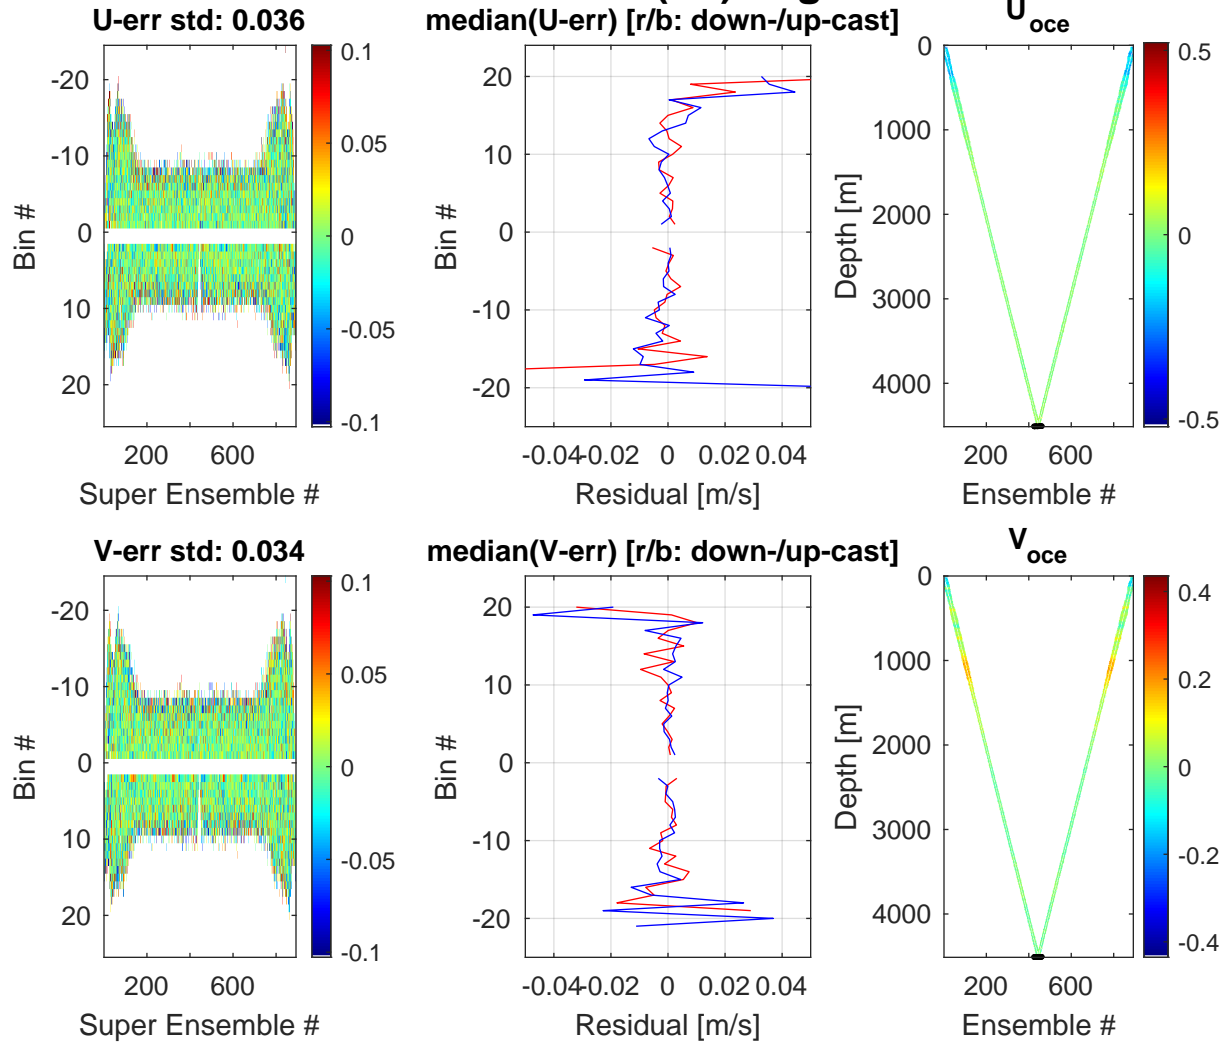 U-err std: 0.036
median(U-err) [r/b: down-/up-cast]
U oce
-20
-10
0
10
20
Bin #
200 600
Super Ensemble #
0.1
0.05
0
-0.05
-0.1
20
10
0
-10
-20
Bin #
-0.04 -0.02 0 0.02 0.04
Residual [m/s]
0
1000
2000
3000
4000
Depth [m]
200 600
Ensemble #
0.5
0
-0.5
V-err std: 0.034
median(V-err) [r/b: down-/up-cast]
V oce
-20
-10
0
10
20
Bin #
200 600
Super Ensemble #
0.1
0.05
0
-0.05
-0.1
20
10
0
-10
-20
Bin #
-0.04 -0.02 0 0.02 0.04
Residual [m/s]
0
1000
2000
3000
4000
Depth [m]
200 600
Ensemble #
0.4
0.2
0
-0.2
-0.4